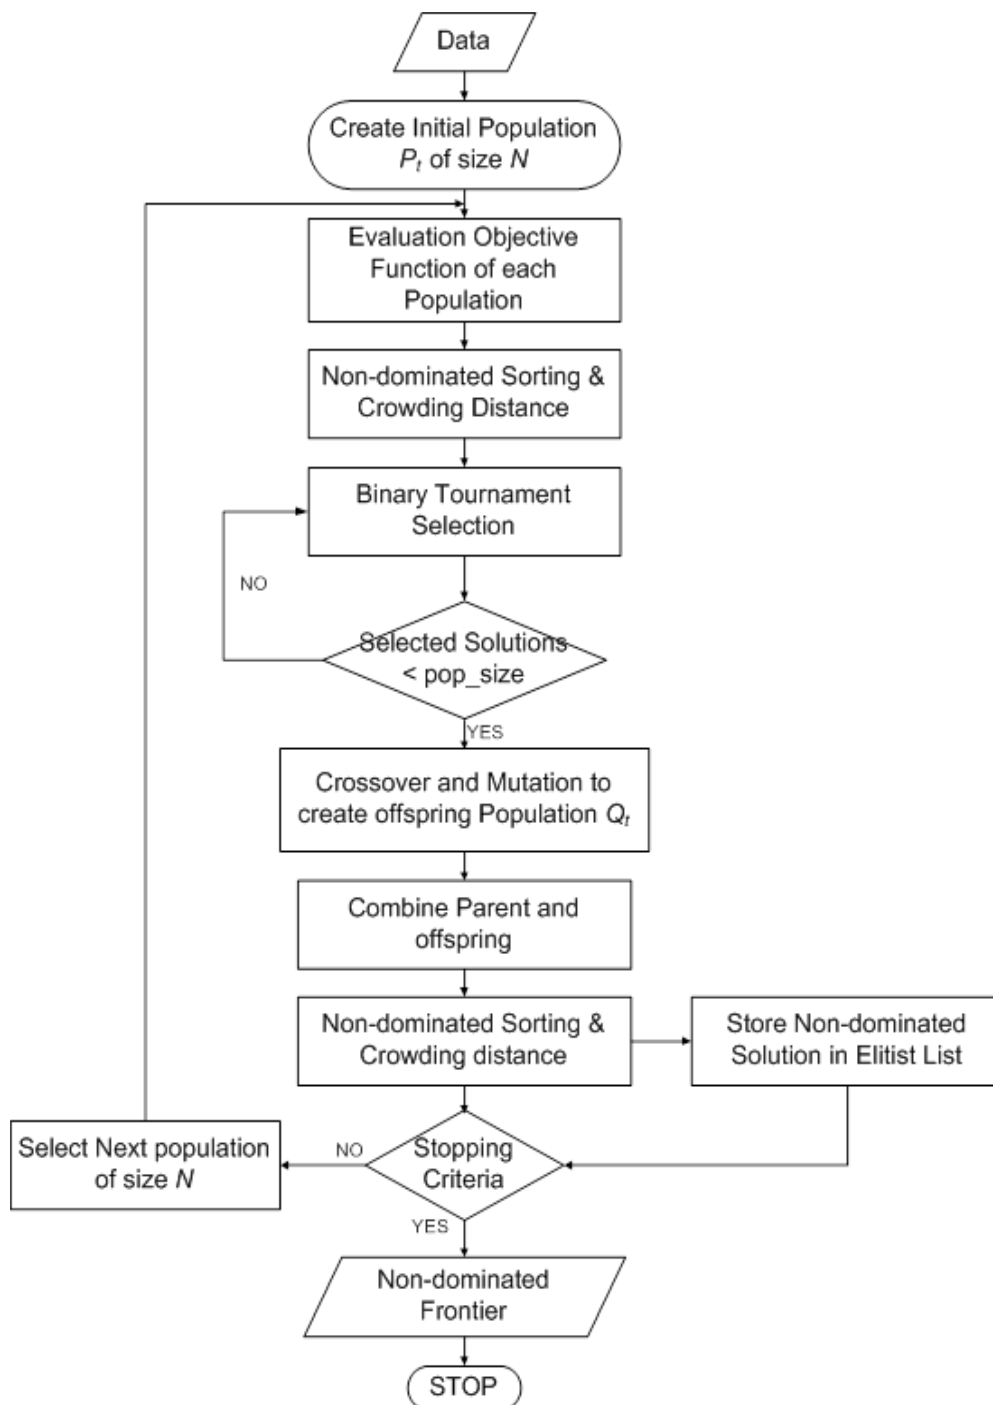 Data
Create Initial Population
Pt of size N
Evaluation Objective
Function of each
Population
Non-dominated Sorting &
Crowding Distance
Binary Tournament
Selection
NO
Selected Solutions
< pop_size
YES
Crossover and Mutation to
create offspring Population Qt
Combine Parent and
offspring
Non-dominated Sorting &
Crowding distance
Store Non-dominated
Solution in Elitist List
Select Next population
of size N
NO
Stopping
Criteria
YES
Non-dominated
Frontier
STOP